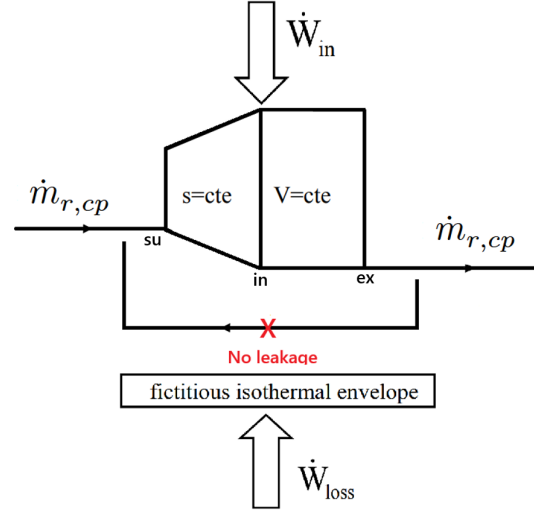 Ẇin
s=cte
V=cte
ṁr,cp
ṁr,cp
su
in
ex
X
No leakage
fictitious isothermal envelope
Ẇloss